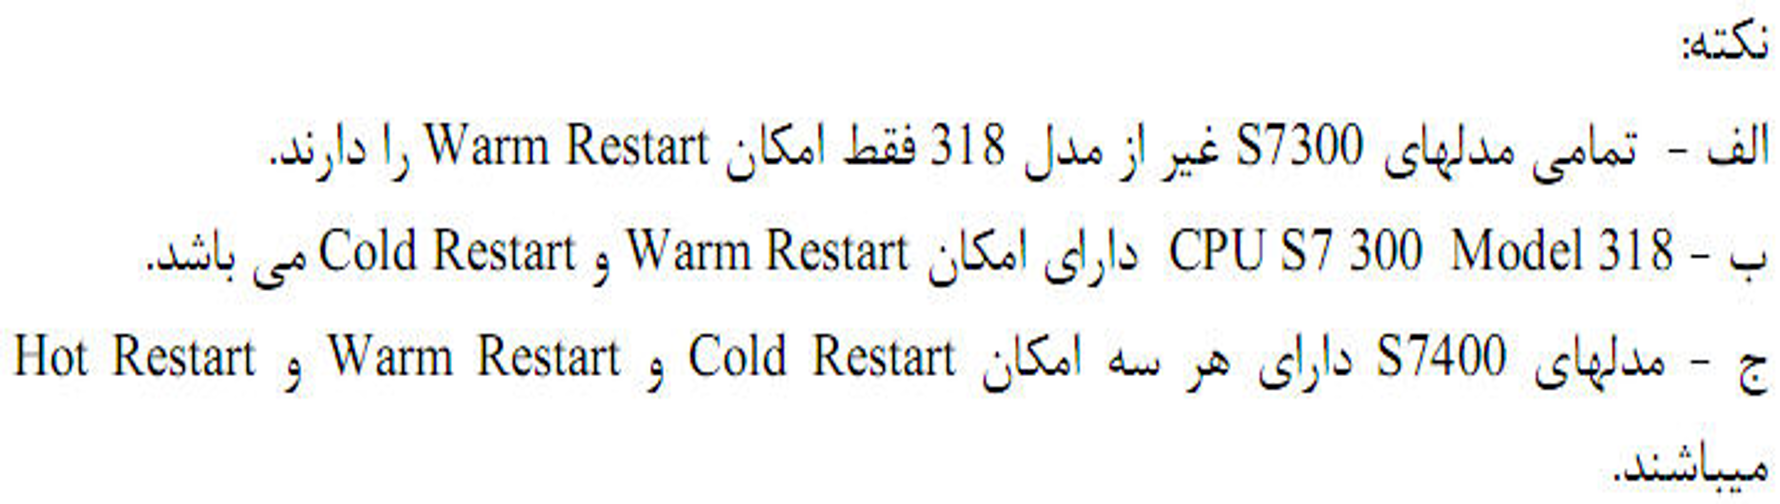 نکته:
الف - تمامی مدلهای S7300 غیر از مدل 318 فقط امکان Warm Restart را دارند.
ب - CPU S7 300 Model 318 دارای امکان Warm Restart و Cold Restart می باشد.
ج - مدلهای S7400 دارای هر سه امکان Cold Restart و Warm Restart و Hot Restart
میباشند.